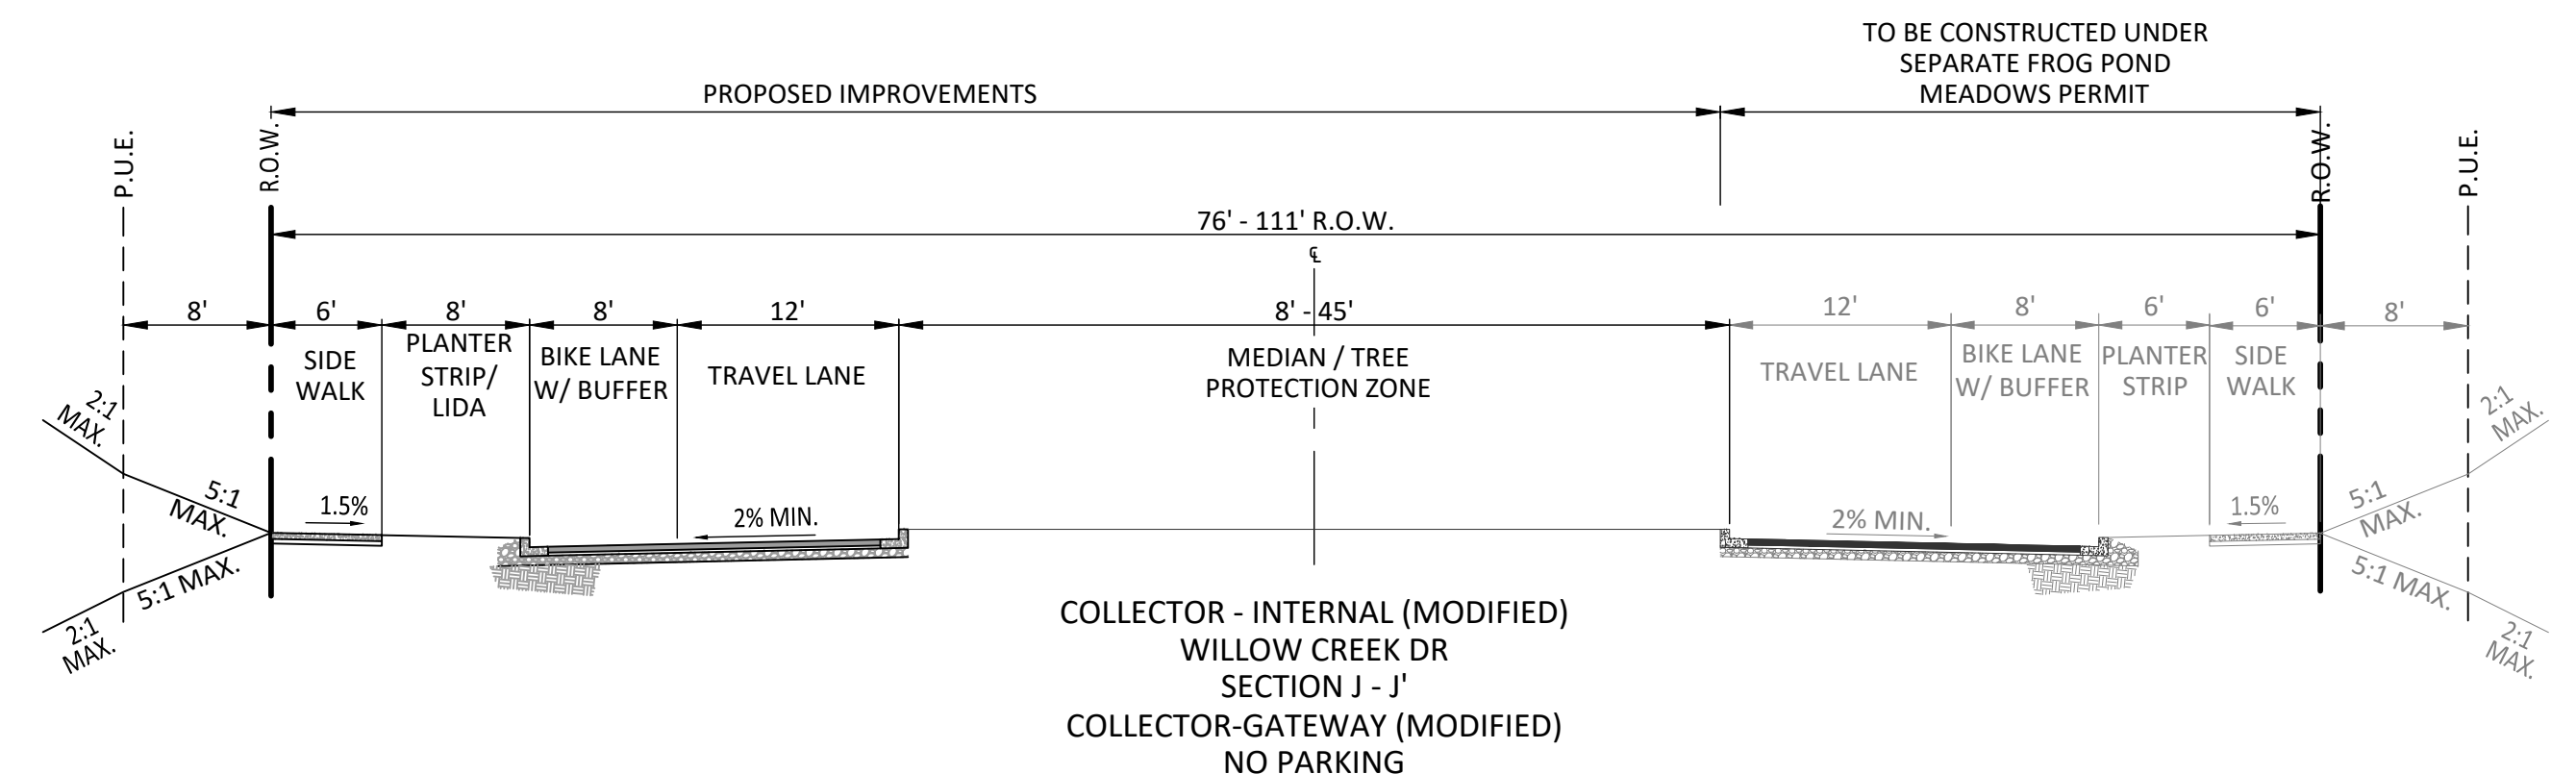 TO BE CONSTRUCTED UNDER
SEPARATE FROG POND
MEADOWS PERMIT
PROPOSED IMPROVEMENTS
P.U.E.
R.O.W.
R.O.W.
P.U.E.
76' - 111' R.O.W.
℄
8'
6'
8'
8'
12'
8' - 45'
12'
8'
6'
6'
8'
SIDE
WALK
PLANTER
STRIP/
LIDA
BIKE LANE
W/ BUFFER
TRAVEL LANE
MEDIAN / TREE
PROTECTION ZONE
TRAVEL LANE
BIKE LANE
W/ BUFFER
PLANTER
STRIP
SIDE
WALK
2:1
MAX.
5:1
MAX.
1.5%
2% MIN.
2% MIN.
1.5%
5:1
MAX.
2:1
MAX.
5:1 MAX.
2:1
MAX.
5:1 MAX.
2:1
MAX.
COLLECTOR - INTERNAL (MODIFIED)
WILLOW CREEK DR
SECTION J - J'
COLLECTOR-GATEWAY (MODIFIED)
NO PARKING